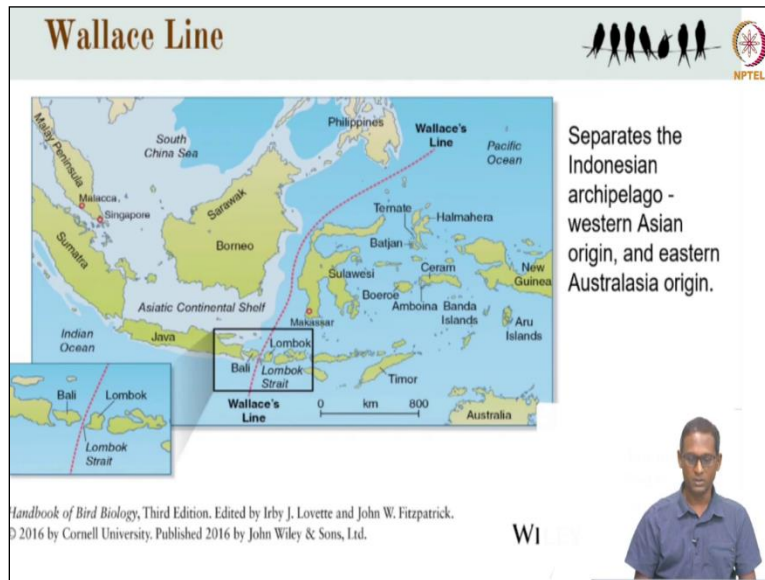 Wallace Line
NPTEL
Philippines
Wallace's
Line
Pacific
Ocean
South
China Sea
Malay Peninsula
Malacca
Singapore
Sarawak
Borneo
Sumatra
Ternate
Halmahera
Batjan
Sulawesi
Ceram
New
Guinea
Boeroe
Amboina
Banda
Islands
Aru
Islands
Asiatic Continental Shelf
Makassar
Indian
Ocean
Java
Lombok
Bali
Lombok
Strait
Timor
Wallace's
Line
0 km 800
Australia
Bali
Lombok
Lombok
Strait
Separates the
Indonesian
archipelago -
western Asian
origin, and eastern
Australasia origin.
Handbook of Bird Biology, Third Edition. Edited by Irby J. Lovette and John W. Fitzpatrick.
© 2016 by Cornell University. Published 2016 by John Wiley & Sons, Ltd.